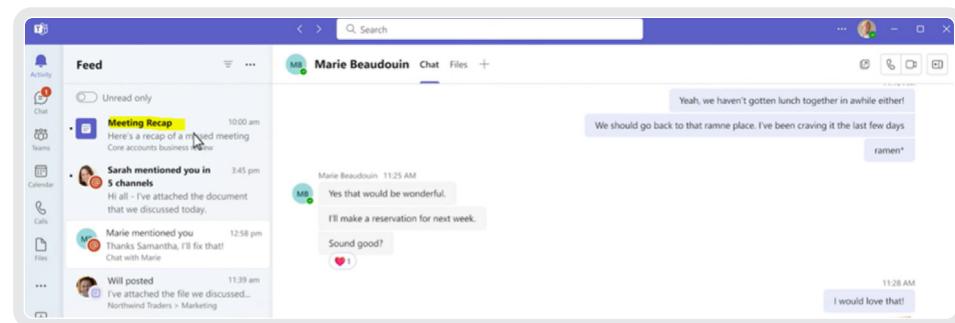 Search
Activity
Chat
Teams
Calendar
Calls
Files
Feed
Unread only
Meeting Recap 10:00 am
Here's a recap of a missed meeting
Core accounts business review
Sarah mentioned you in 3:45 pm
5 channels
Hi all - I've attached the document
that we discussed today.
Marie mentioned you 12:58 pm
Thanks Samantha, I'll fix that!
Chat with Marie
Will posted 11:39 am
I've attached the file we discussed...
Northwind Traders > Marketing
MB Marie Beaudouin Chat Files
Yeah, we haven't gotten lunch together in awhile either!
We should go back to that ramne place. I've been craving it the last few days
ramen*
Marie Beaudouin 11:25 AM
MB Yes that would be wonderful.
I'll make a reservation for next week.
Sound good?
1
11:28 AM
I would love that!